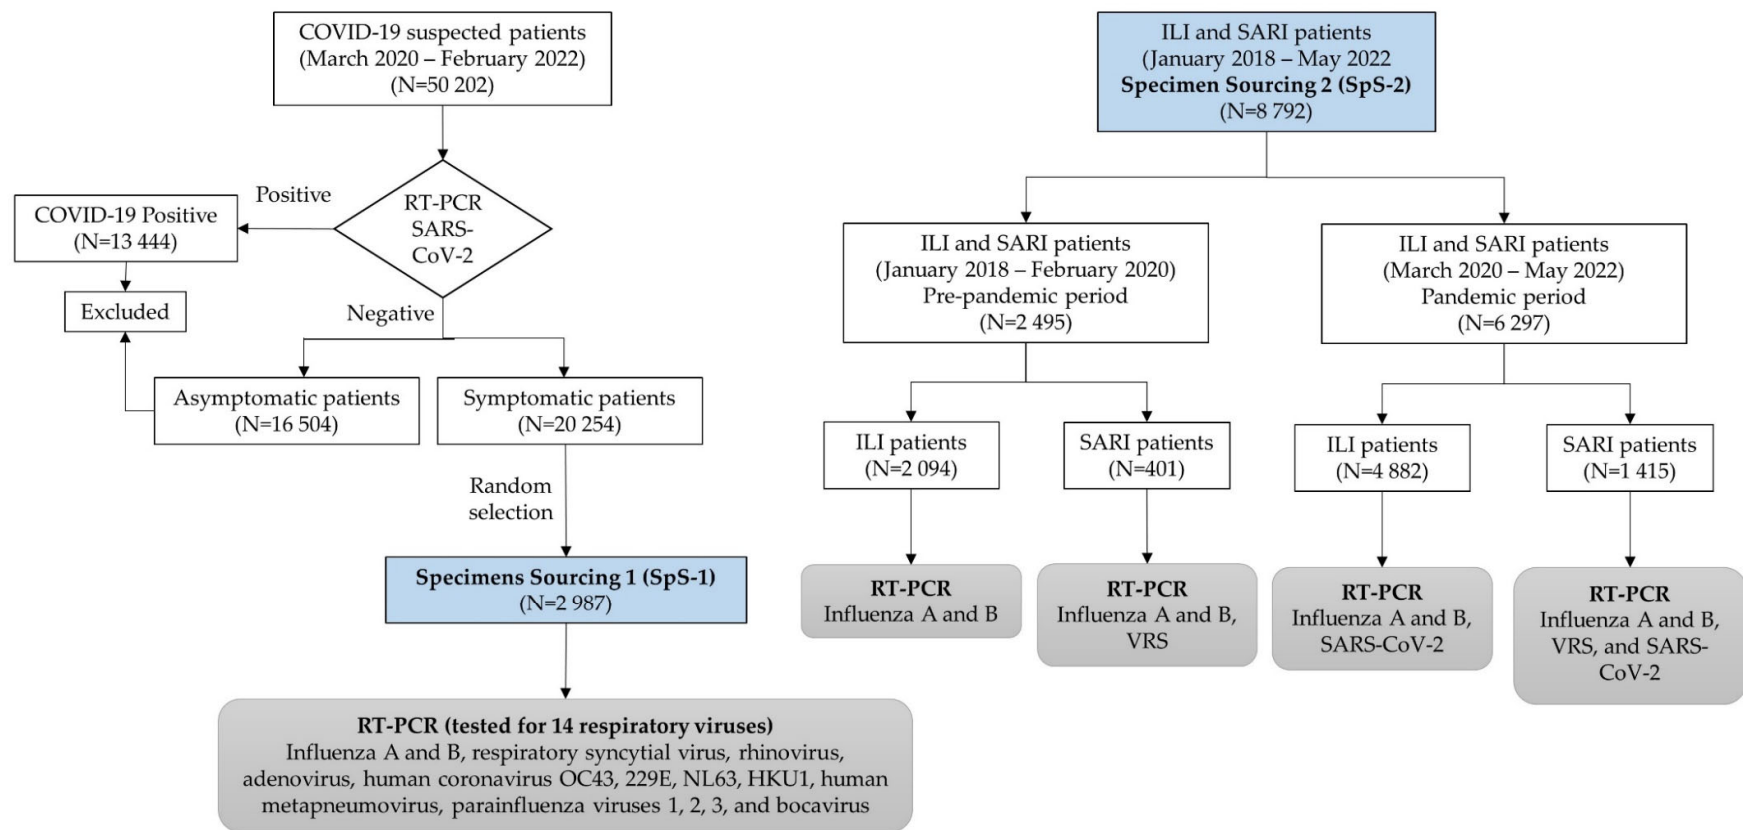 COVID-19 suspected patients
(March 2020 – February 2022)
(N=50 202)
RT-PCR
SARS-
CoV-2
Positive
COVID-19 Positive
(N=13 444)
Excluded
Negative
Asymptomatic patients
(N=16 504)
Symptomatic patients
(N=20 254)
Random
selection
Specimens Sourcing 1 (SpS-1)
(N=2 987)
RT-PCR (tested for 14 respiratory viruses)
Influenza A and B, respiratory syncytial virus, rhinovirus,
adenovirus, human coronavirus OC43, 229E, NL63, HKU1, human
metapneumovirus, parainfluenza viruses 1, 2, 3, and bocavirus
ILI and SARI patients
(January 2018 – May 2022
Specimen Sourcing 2 (SpS-2)
(N=8 792)
ILI and SARI patients
(January 2018 – February 2020)
Pre-pandemic period
(N=2 495)
ILI and SARI patients
(March 2020 – May 2022)
Pandemic period
(N=6 297)
ILI patients
(N=2 094)
SARI patients
(N=401)
ILI patients
(N=4 882)
SARI patients
(N=1 415)
RT-PCR
Influenza A and B
RT-PCR
Influenza A and B,
VRS
RT-PCR
Influenza A and B,
SARS-CoV-2
RT-PCR
Influenza A and B,
VRS, and SARS-
CoV-2